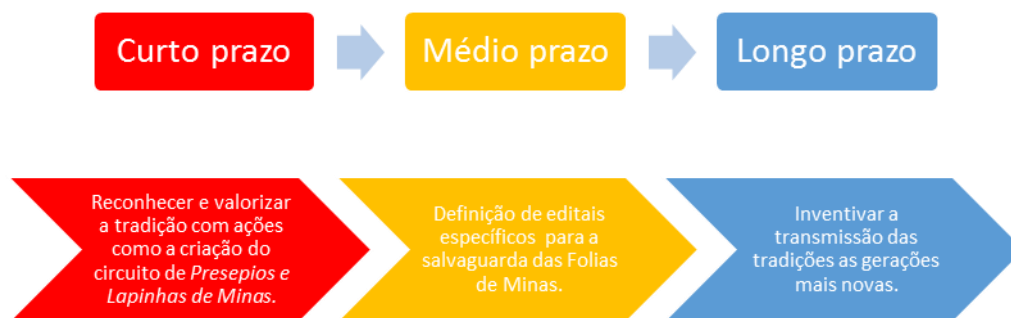 Curto prazo
Médio prazo
Longo prazo
Reconhecer e valorizar
a tradição com ações
como a criação do
circuito de Presepios e
Lapinhas de Minas.
Definição de editais
específicos para a
salvaguarda das Folias
de Minas.
Inventivar a
transmissão das
tradições as gerações
mais novas.